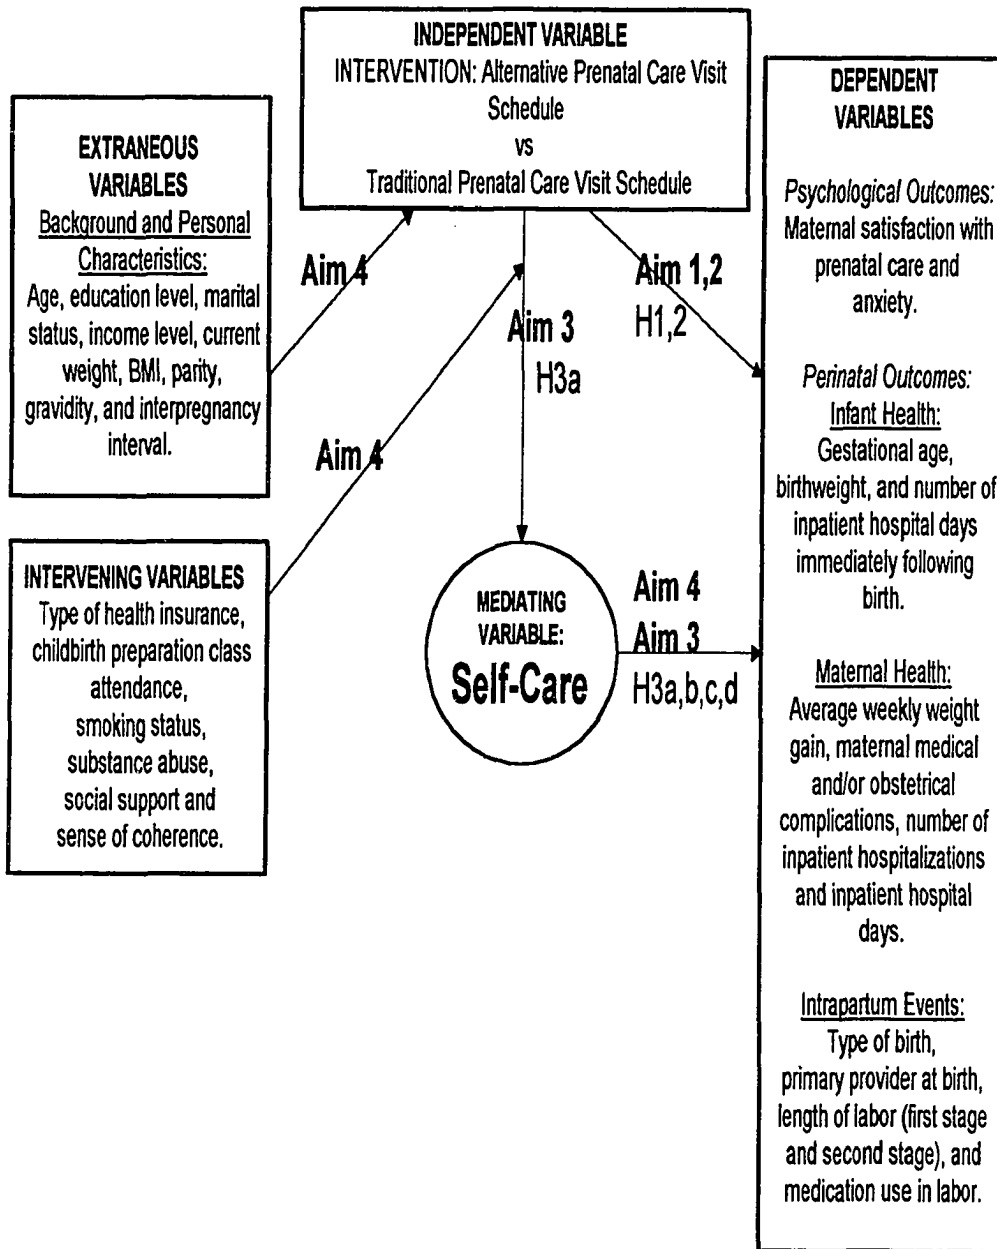 INDEPENDENT VARIABLE
INTERVENTION: Alternative Prenatal Care Visit
Schedule
vs
Traditional Prenatal Care Visit Schedule
EXTRANEOUS
VARIABLES
Background and Personal
Characteristics:
Age, education level, marital
status, income level, current
weight, BMI, parity,
gravidity, and interpregnancy
interval.
INTERVENING VARIABLES
Type of health insurance,
childbirth preparation class
attendance,
smoking status,
substance abuse,
social support and
sense of coherence.
Aim 4
Aim 4
Aim 3
H3a
Aim 1,2
H1,2
MEDIATING
VARIABLE:
Self-Care
Aim 4
Aim 3
H3a,b,c,d
DEPENDENT
VARIABLES
Psychological Outcomes:
Maternal satisfaction with
prenatal care and
anxiety.
Perinatal Outcomes:
Infant Health:
Gestational age,
birthweight, and number of
inpatient hospital days
immediately following
birth.
Maternal Health:
Average weekly weight
gain, maternal medical
and/or obstetrical
complications, number of
inpatient hospitalizations
and inpatient hospital
days.
Intrapartum Events:
Type of birth,
primary provider at birth,
length of labor (first stage
and second stage), and
medication use in labor.